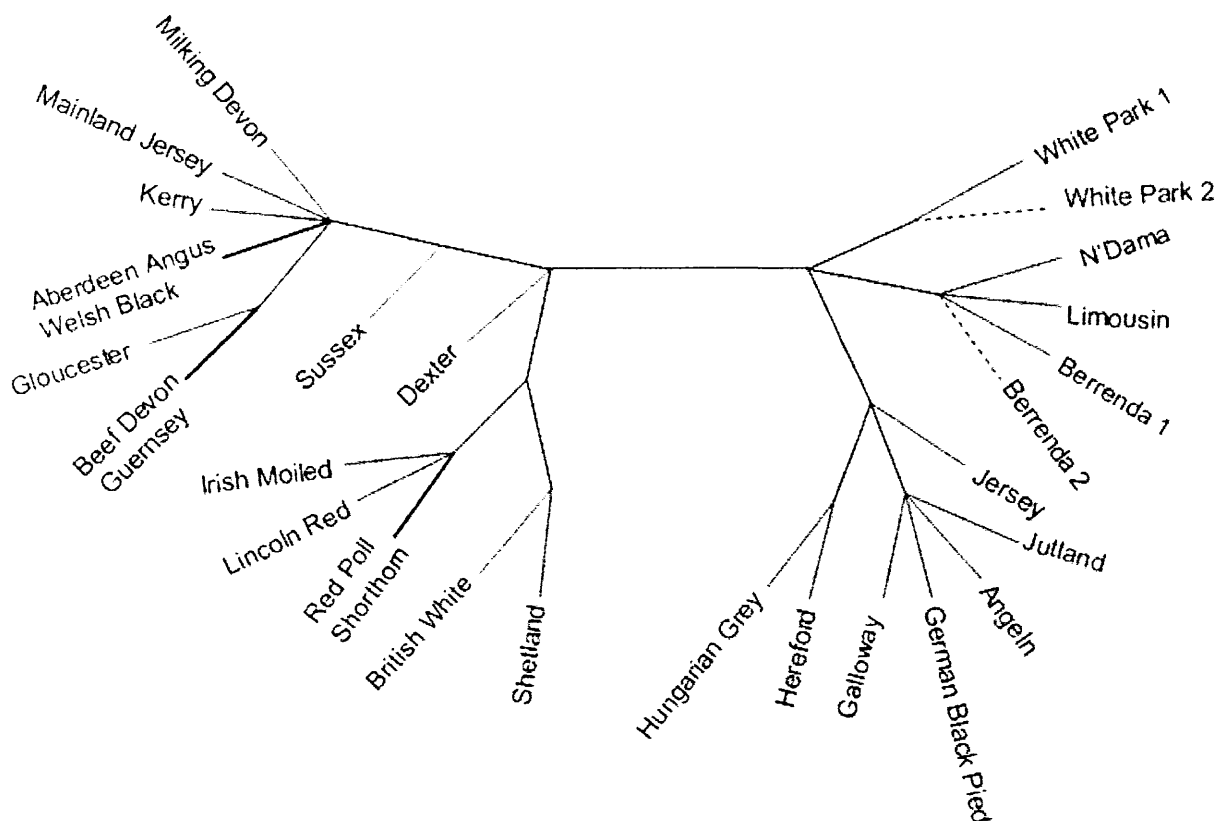 Milking Devon
Mainland Jersey
Kerry
Aberdeen Angus
Welsh Black
Gloucester
Beef Devon
Guernsey
Sussex
Dexter
Irish Moiled
Lincoln Red
Red Poll
Shorthorn
British White
Shetland
White Park 1
White Park 2
N'Dama
Limousin
Berrenda 1
Berrenda 2
Jersey
Jutland
Angeln
German Black Pied
Galloway
Hereford
Hungarian Grey